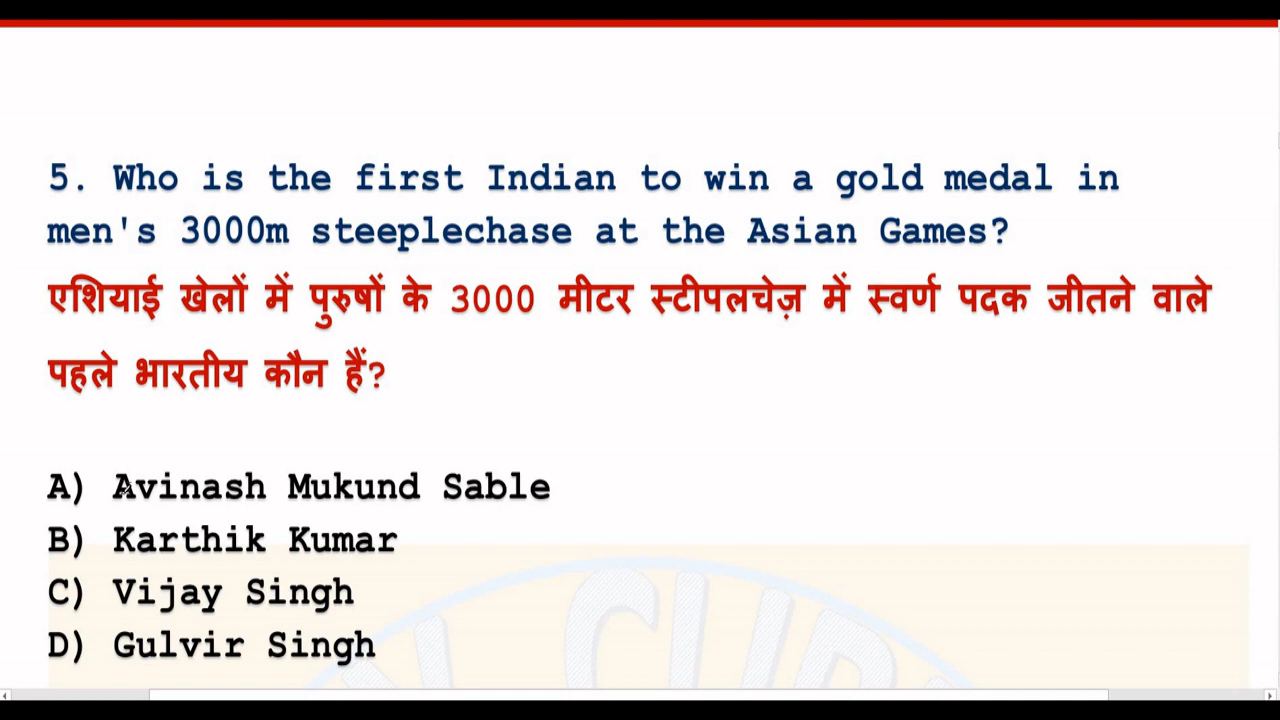 5. Who is the first Indian to win a gold medal in
men's 3000m steeplechase at the Asian Games?
एशियाई खेलों में पुरुषों के 3000 मीटर स्टीपलचेज़ में स्वर्ण पदक जीतने वाले
पहले भारतीय कौन हैं?
A) Avinash Mukund Sable
B) Karthik Kumar
C) Vijay Singh
D) Gulvir Singh